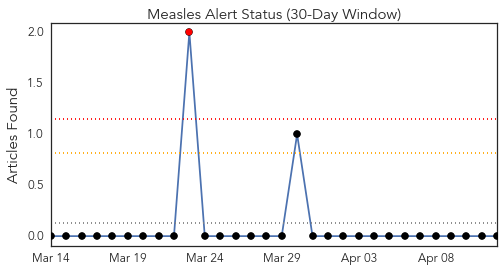 Measles Alert Status (30-Day Window)
Articles Found
2.0
1.5
1.0
0.5
0.0
Mar 14 Mar 19 Mar 24 Mar 29 Apr 03 Apr 08